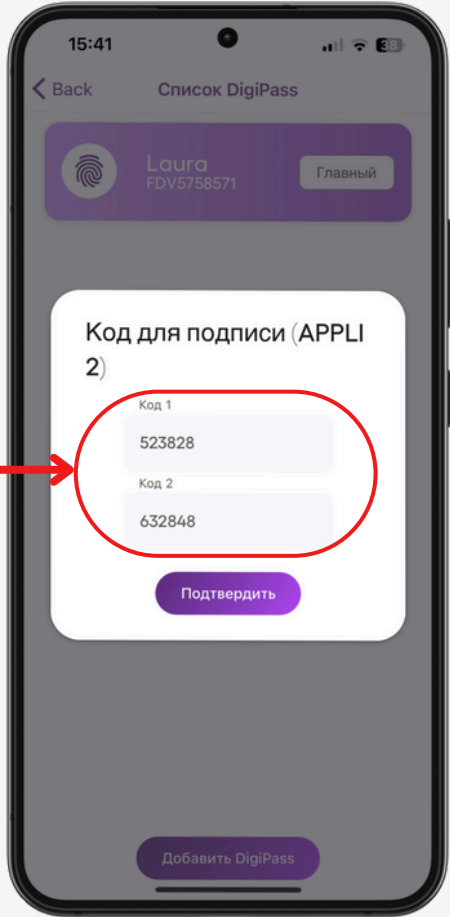 15:41
38
Back
Список DigiPass
Laura
FDV5758571
Главный
Код для подписи (APPLI
2)
Код 1
523828
Код 2
632848
Подтвердить
Добавить DigiPass